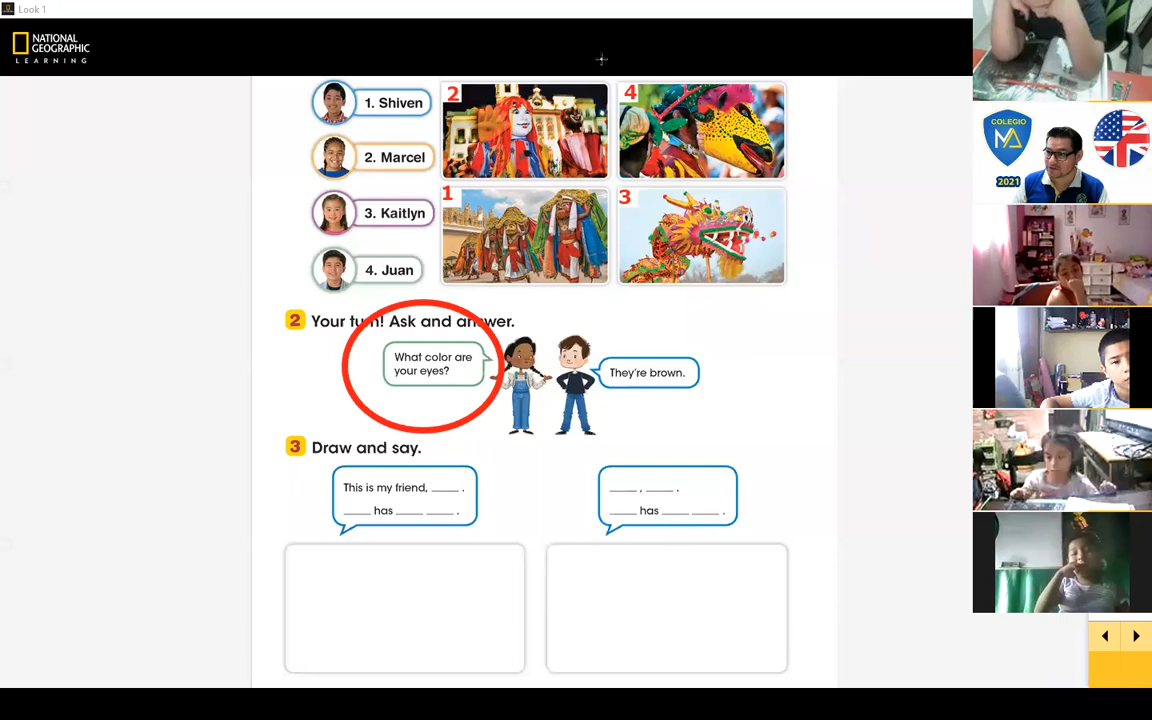 Look 1
NATIONAL
GEOGRAPHIC
LEARNING
1. Shiven
2. Marcel
3. Kaitlyn
4. Juan
2
4
1
3
2 Your turn! Ask and answer.
What color are
your eyes?
They're brown.
3 Draw and say.
This is my friend, ____ .
____ has ____ ____ .
____ , ____ .
____ has ____ ____ .
COLEGIO
MA
2021